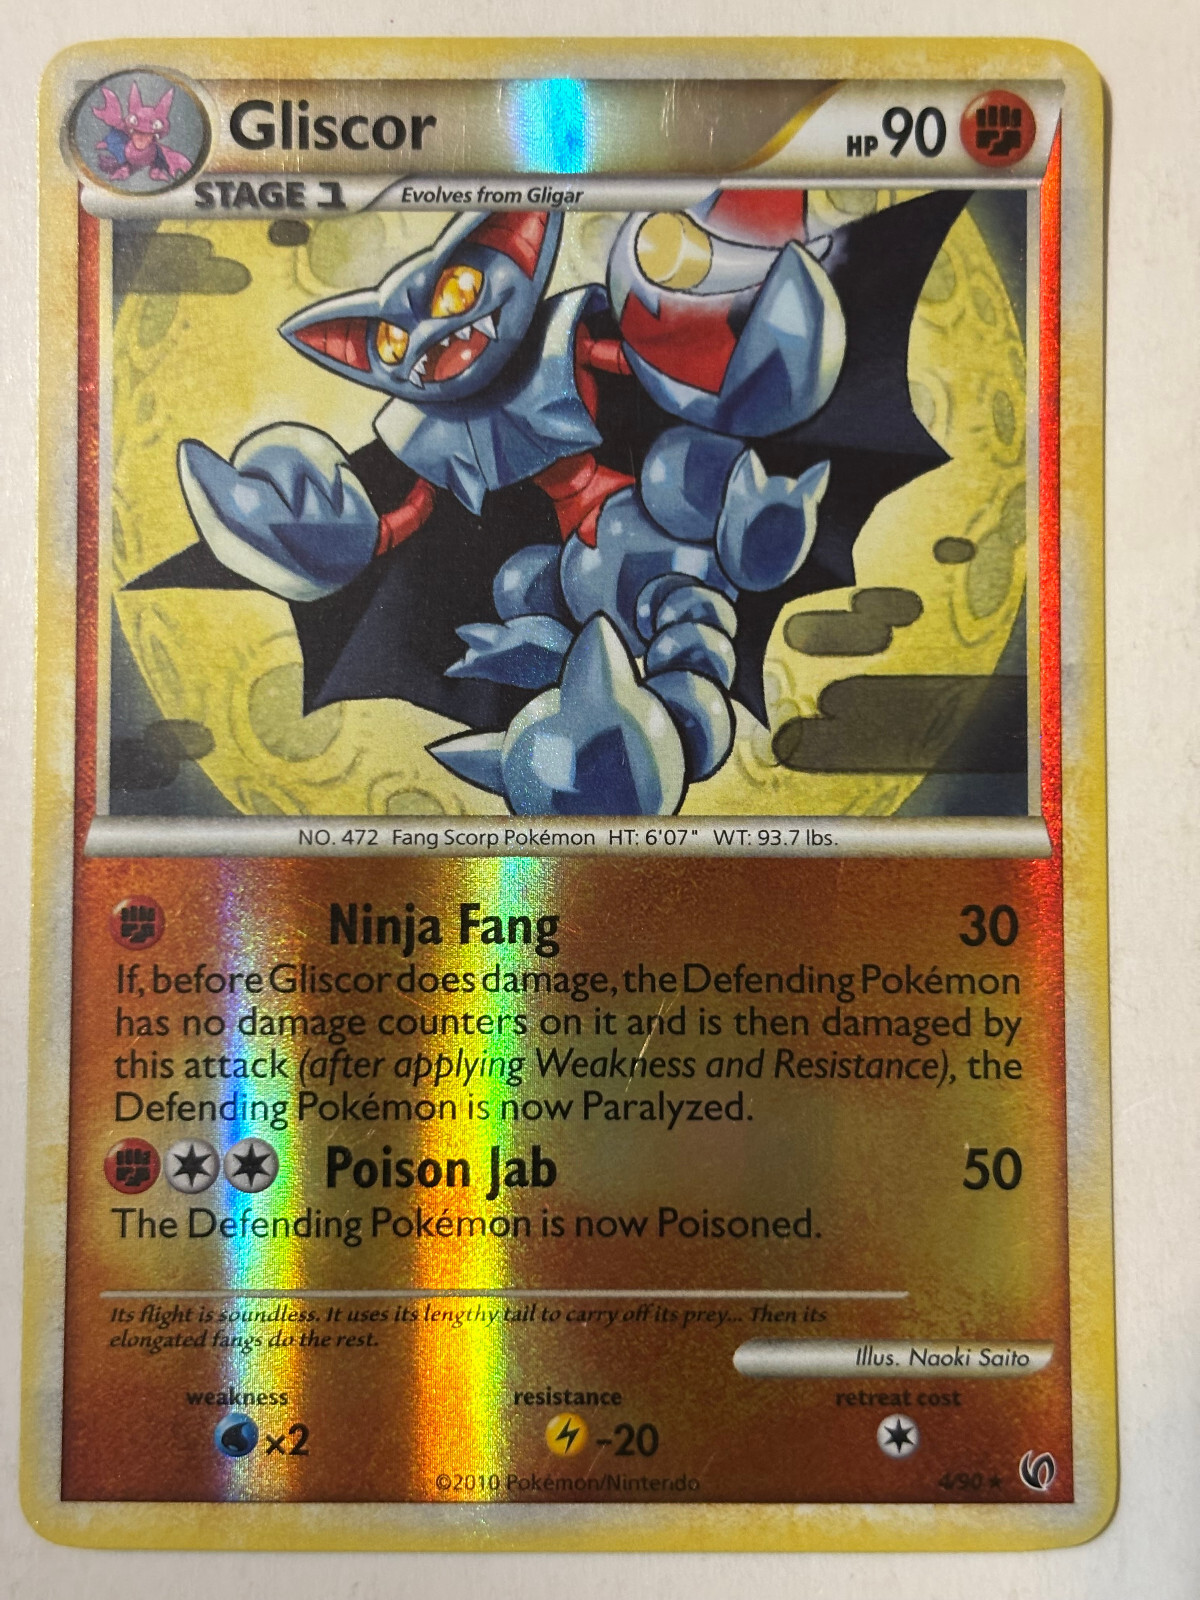 Gliscor HP 90
STAGE 1 Evolves from Gligar
NO. 472 Fang Scorp Pokémon HT: 6'07" WT: 93.7 lbs.
Ninja Fang 30
If, before Gliscor does damage, the Defending Pokémon
has no damage counters on it and is then damaged by
this attack (after applying Weakness and Resistance), the
Defending Pokémon is now Paralyzed.
Poison Jab 50
The Defending Pokémon is now Poisoned.
Its flight is soundless. It uses its lengthy tail to carry off its prey... Then its
elongated fangs do the rest.
Illus. Naoki Saito
weakness resistance retreat cost
×2 -20
©2010 Pokémon/Nintendo 4/90 ★